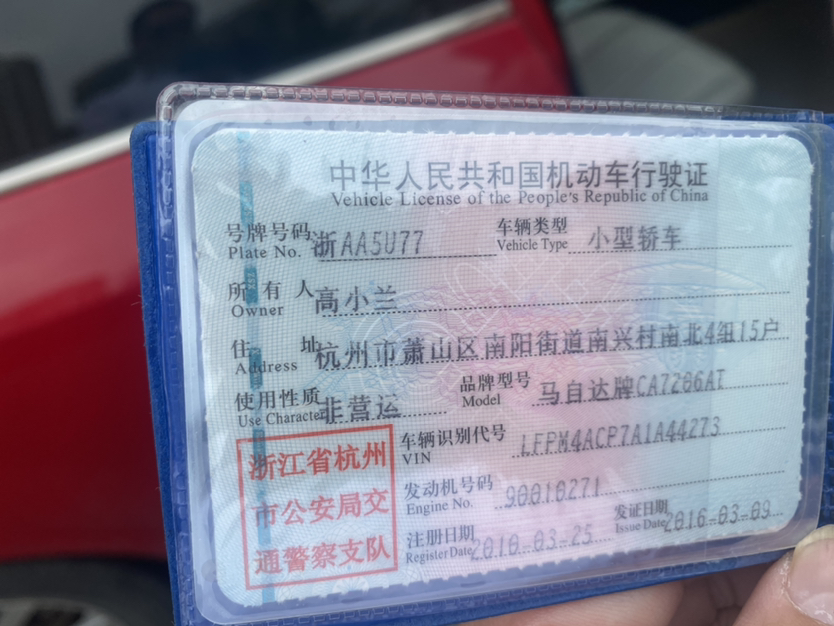 中华人民共和国机动车行驶证
Vehicle License of the People's Republic of China
号牌号码 浙AA5U77 车辆类型 小型轿车
Plate No. Vehicle Type
所有人 高小兰
Owner
住址 杭州市萧山区南阳街道南兴村南北4组15户
Address
使用性质 非营运 品牌型号 马自达牌CA7206AT
Use Character Model
车辆识别代号 LFPM4ACP7A1A44273
VIN
发动机号码 90010271
Engine No.
注册日期 2010-03-25 发证日期 2016-03-09
Register Date Issue Date
浙江省杭州
市公安局交
通警察支队